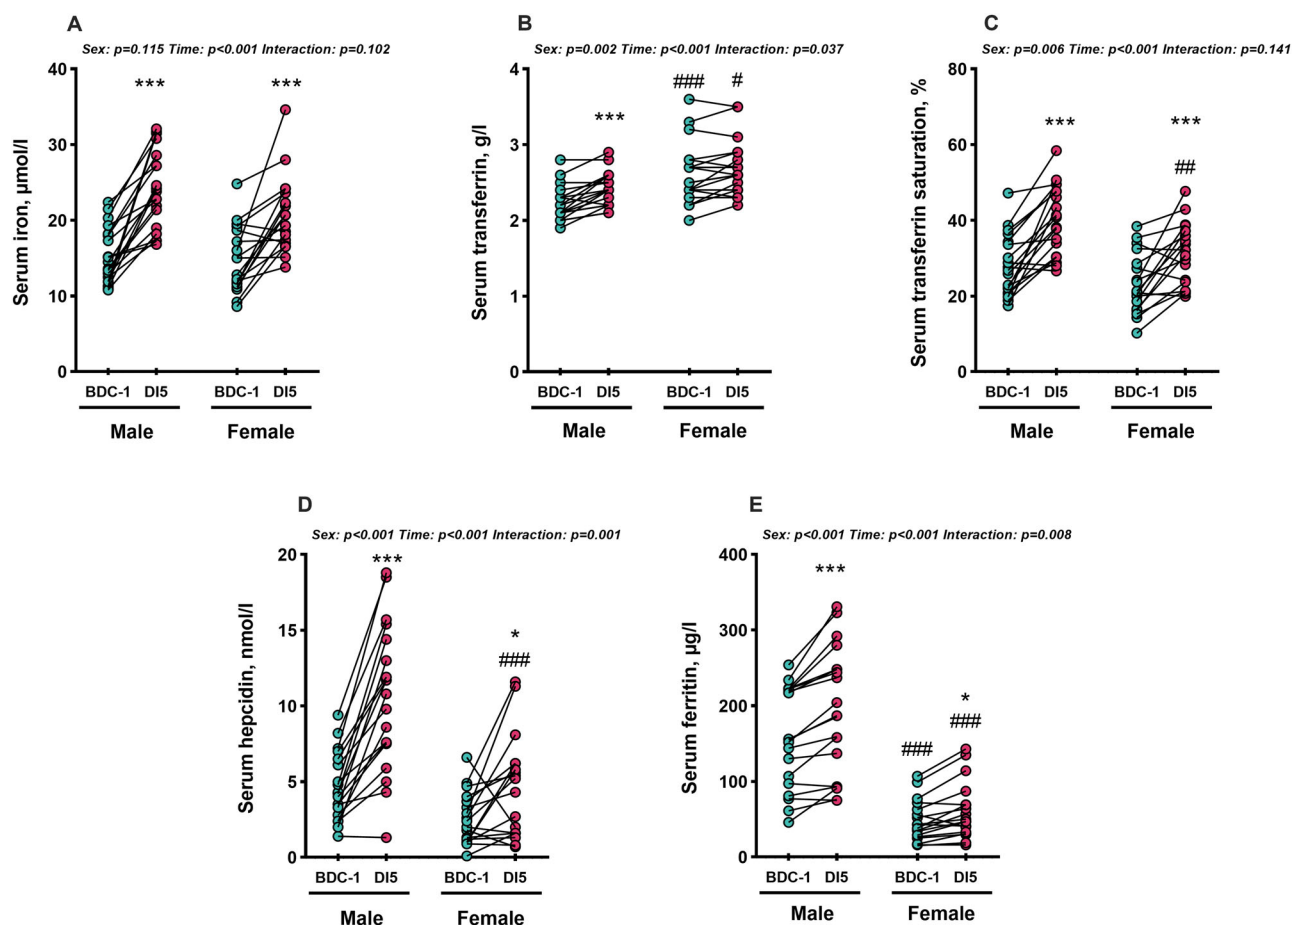 A
Sex: p=0.115 Time: p<0.001 Interaction: p=0.102
Serum iron, µmol/l
40
30
20
10
0
***
***
BDC-1 DI5 BDC-1 DI5
Male Female
B
Sex: p=0.002 Time: p<0.001 Interaction: p=0.037
Serum transferrin, g/l
4
3
2
1
0
***
### #
BDC-1 DI5 BDC-1 DI5
Male Female
C
Sex: p=0.006 Time: p<0.001 Interaction: p=0.141
Serum transferrin saturation, %
80
60
40
20
0
***
***
##
BDC-1 DI5 BDC-1 DI5
Male Female
D
Sex: p<0.001 Time: p<0.001 Interaction: p=0.001
Serum hepcidin, nmol/l
20
15
10
5
0
***
*
###
BDC-1 DI5 BDC-1 DI5
Male Female
E
Sex: p<0.001 Time: p<0.001 Interaction: p=0.008
Serum ferritin, µg/l
400
300
200
100
0
***
###
*
###
BDC-1 DI5 BDC-1 DI5
Male Female